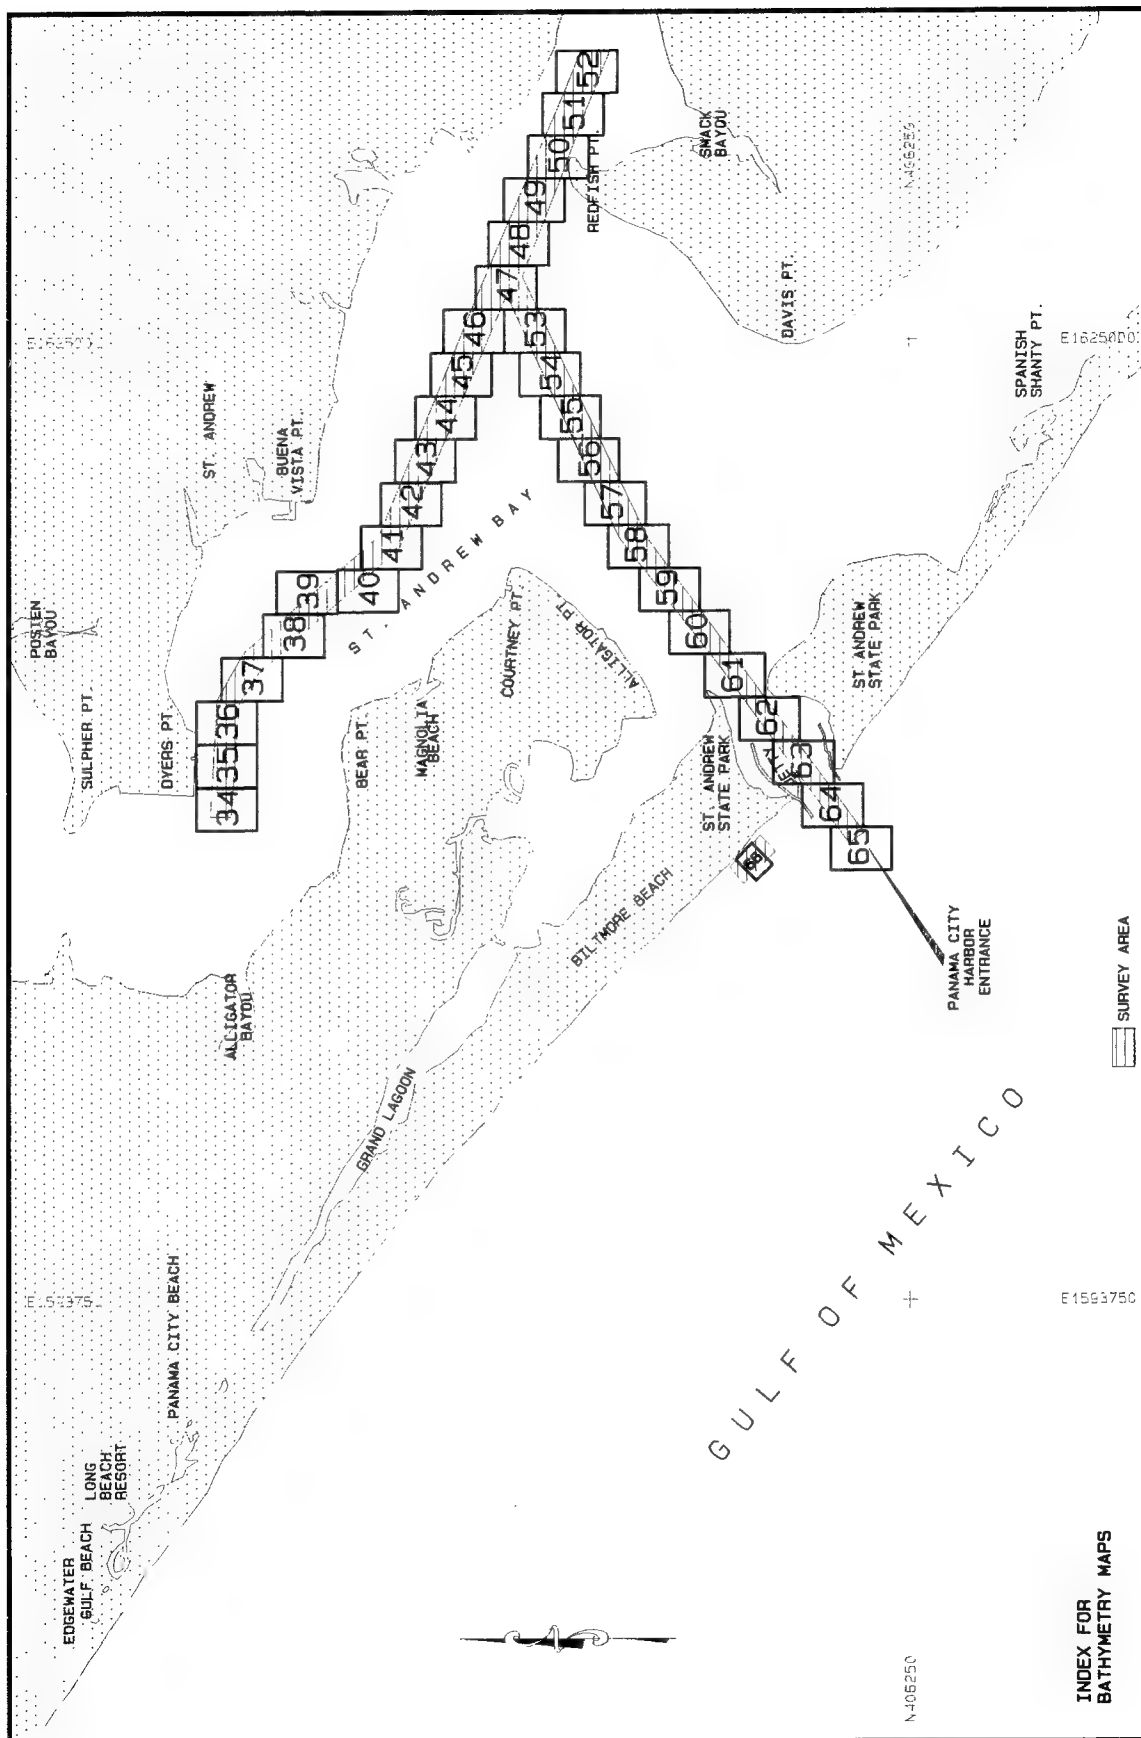 EDGEWATER
GULF BEACH
LONG
BEACH
RESORT
PANAMA CITY BEACH
GRAND LAGOON
ALLIGATOR
BAYOU
BILTMORE BEACH
SULPHER PT.
DYERS PT
POSTEN
BAYOU
ST. ANDREW
BUENA
VISTA PT.
BEAR PT.
MAGNOLIA
BEACH
COURTNEY PT.
ALLIGATOR PT
ST. ANDREW BAY
ST ANDREW
STATE PARK
ST ANDREW
STATE PARK
REDFISH PT.
SMACK
BAYOU
DAVIS PT.
SPANISH
SHANTY PT.
34
35
36
37
38
39
40
41
42
43
44
45
46
47
48
49
50
51
52
53
54
55
56
57
58
59
60
61
62
63
64
65
66
PANAMA CITY
HARBOR
ENTRANCE
GULF OF MEXICO
SURVEY AREA
N406250
E1593750
INDEX FOR
BATHYMETRY MAPS